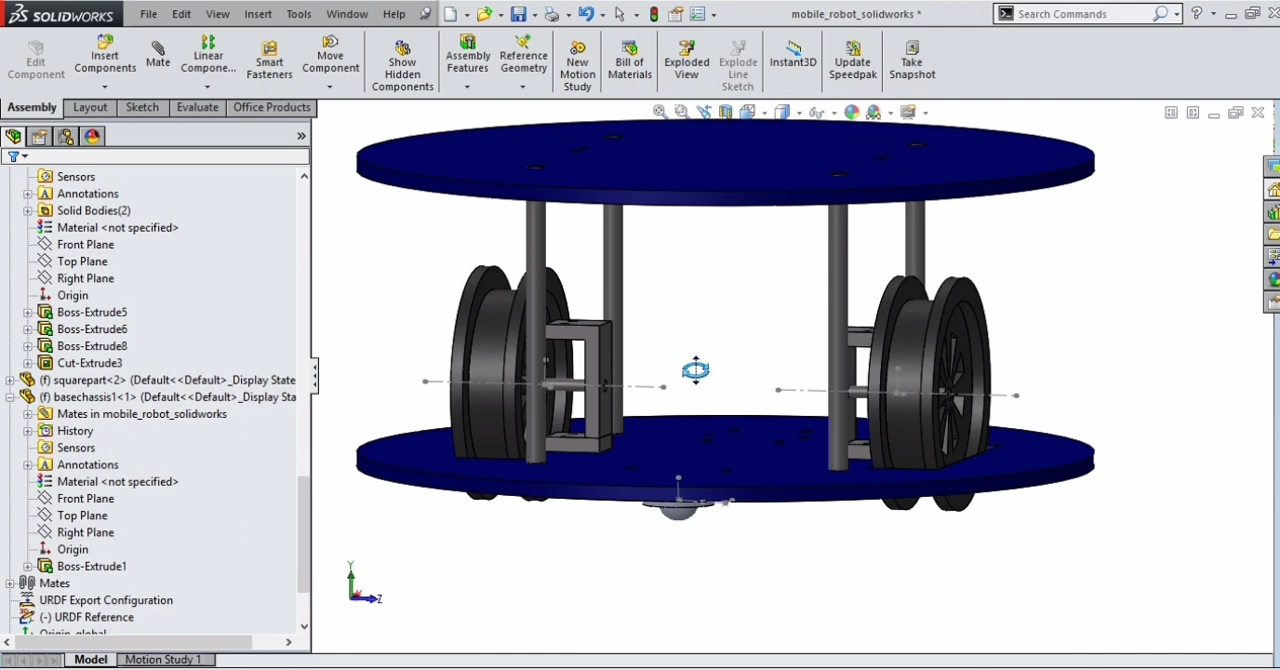 SOLIDWORKS File Edit View Insert Tools Window Help mobile_robot_solidworks * Search Commands
Edit Component
Insert Components
Mate
Linear Compone...
Smart Fasteners
Move Component
Show Hidden Components
Assembly Features
Reference Geometry
New Motion Study
Bill of Materials
Exploded View
Explode Line Sketch
Instant3D
Update Speedpak
Take Snapshot
Assembly Layout Sketch Evaluate Office Products
Sensors
Annotations
Solid Bodies(2)
Material <not specified>
Front Plane
Top Plane
Right Plane
Origin
Boss-Extrude5
Boss-Extrude6
Boss-Extrude8
Cut-Extrude3
(f) squarepart<2> (Default<<Default>_Display State
(f) basechassis1<1> (Default<<Default>_Display Sta
Mates in mobile_robot_solidworks
History
Sensors
Annotations
Material <not specified>
Front Plane
Top Plane
Right Plane
Origin
Boss-Extrude1
Mates
URDF Export Configuration
(-) URDF Reference
Origin_global
Y
Z
Model Motion Study 1